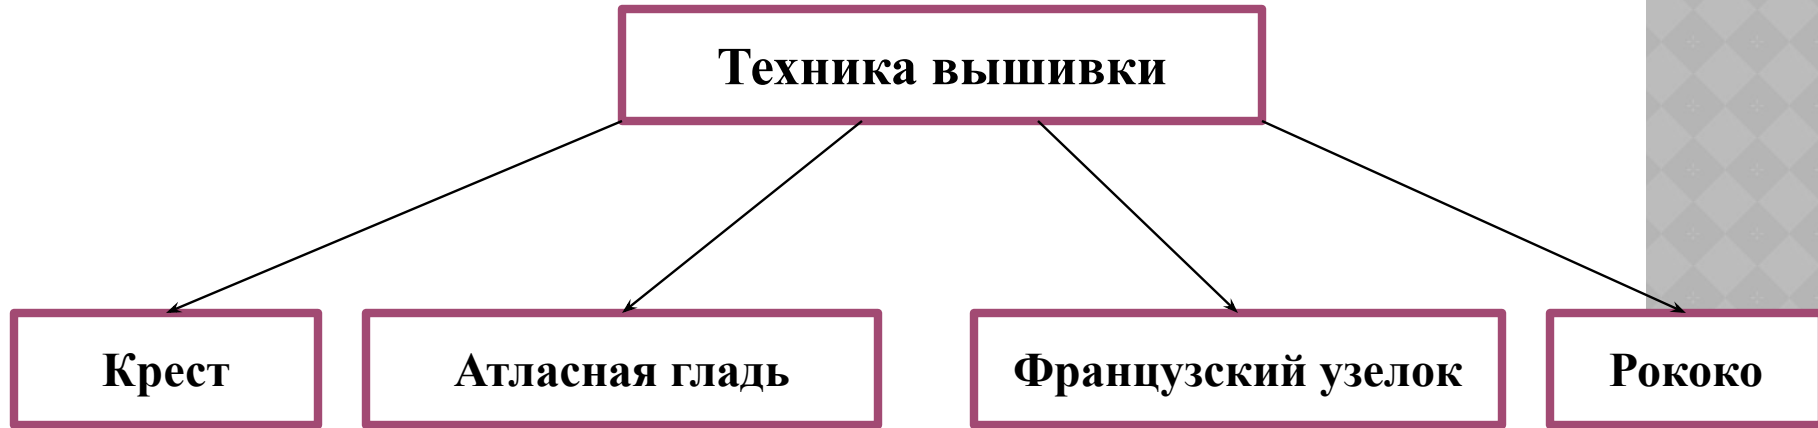 Техника вышивки
Крест
Атласная гладь
Французский узелок
Рококо